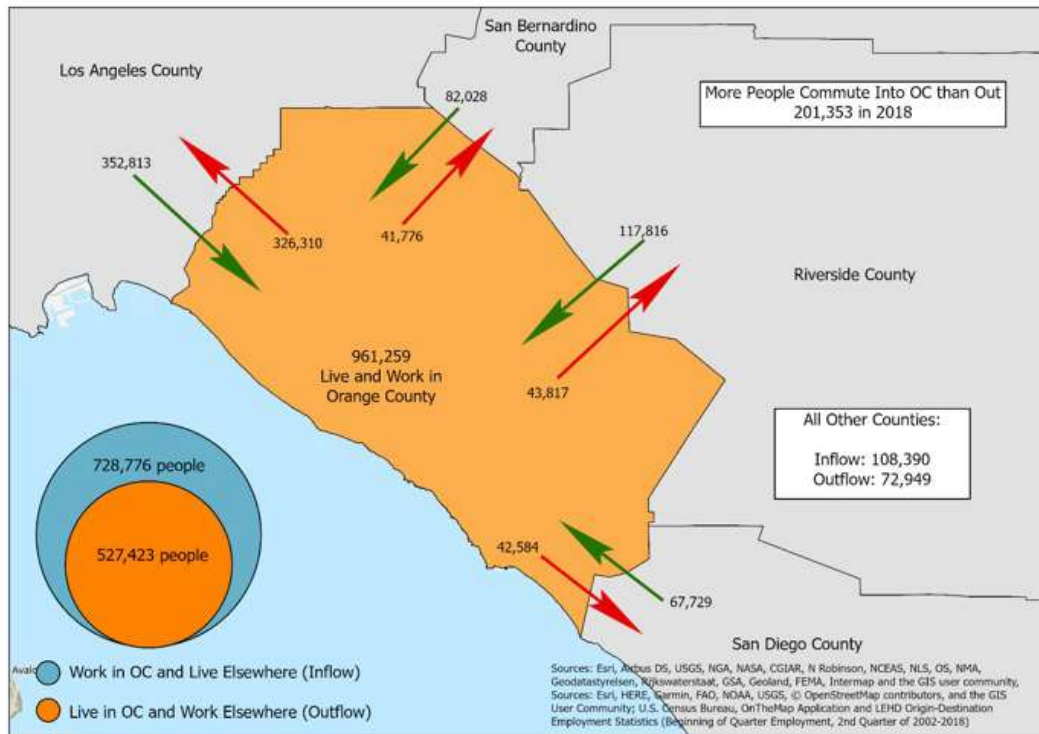 San Bernardino
County
Los Angeles County
82,028
More People Commute Into OC than Out
201,353 in 2018
352,813
326,310
41,776
117,816
Riverside County
961,259
Live and Work in
Orange County
43,817
All Other Counties:
Inflow: 108,390
Outflow: 72,949
728,776 people
527,423 people
42,584
67,729
San Diego County
Work in OC and Live Elsewhere (Inflow)
Live in OC and Work Elsewhere (Outflow)
Sources: Esri, Airbus DS, USGS, NGA, NASA, CGIAR, N Robinson, NCEAS, NLS, OS, NMA,
Geodatastyrelsen, Rijkswaterstaat, GSA, Geoland, FEMA, Intermap and the GIS user community,
Sources: Esri, HERE, Garmin, FAO, NOAA, USGS, © OpenStreetMap contributors, and the GIS
User Community; U.S. Census Bureau, OnTheMap Application and LEHD Origin-Destination
Employment Statistics (Beginning of Quarter Employment, 2nd Quarter of 2002-2018)